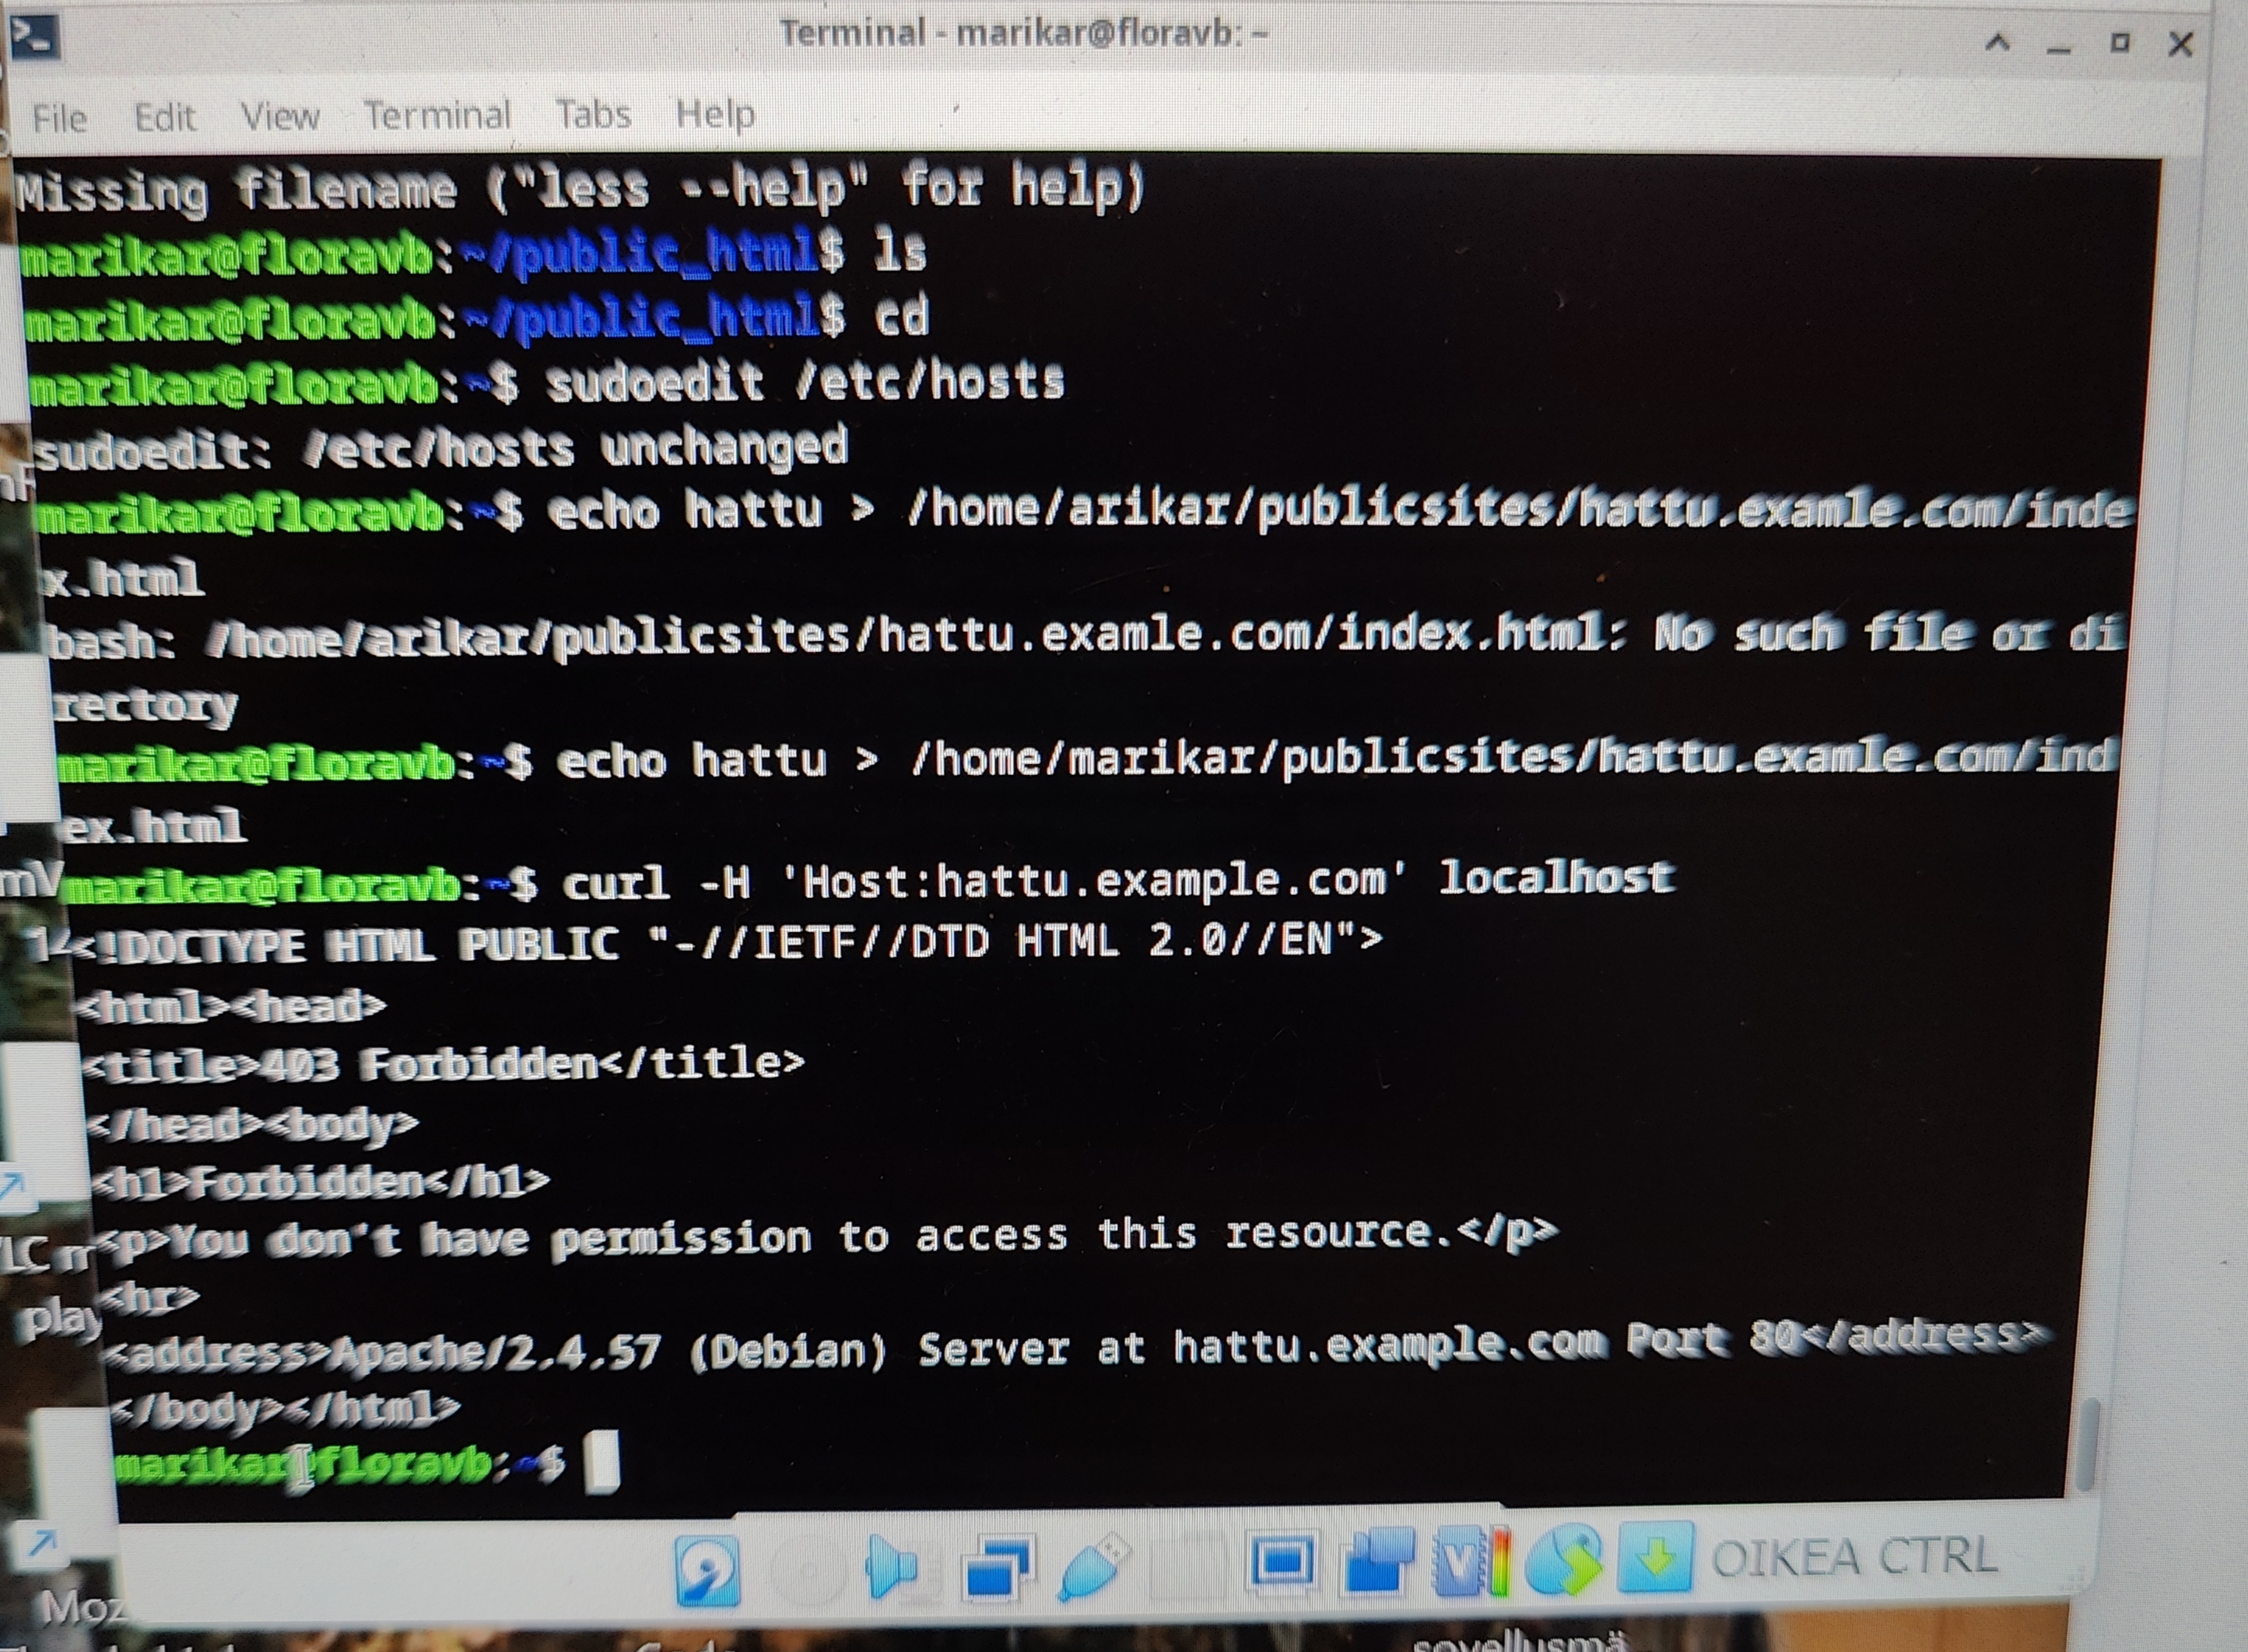 Terminal - marikar@floravb: ~
File Edit View Terminal Tabs Help
Missing filename ("less --help" for help)
marikar@floravb:~/public_html$ ls
marikar@floravb:~/public_html$ cd
marikar@floravb:~$ sudoedit /etc/hosts
sudoedit: /etc/hosts unchanged
marikar@floravb:~$ echo hattu > /home/arikar/publicsites/hattu.examle.com/inde
x.html
bash: /home/arikar/publicsites/hattu.examle.com/index.html: No such file or di
rectory
marikar@floravb:~$ echo hattu > /home/marikar/publicsites/hattu.examle.com/ind
ex.html
marikar@floravb:~$ curl -H 'Host:hattu.example.com' localhost
<!DOCTYPE HTML PUBLIC "-//IETF//DTD HTML 2.0//EN">
<html><head>
<title>403 Forbidden</title>
</head><body>
<h1>Forbidden</h1>
<p>You don't have permission to access this resource.</p>
<hr>
<address>Apache/2.4.57 (Debian) Server at hattu.example.com Port 80</address>
</body></html>
marikar@floravb:~$
OIKEA CTRL
play
Moz